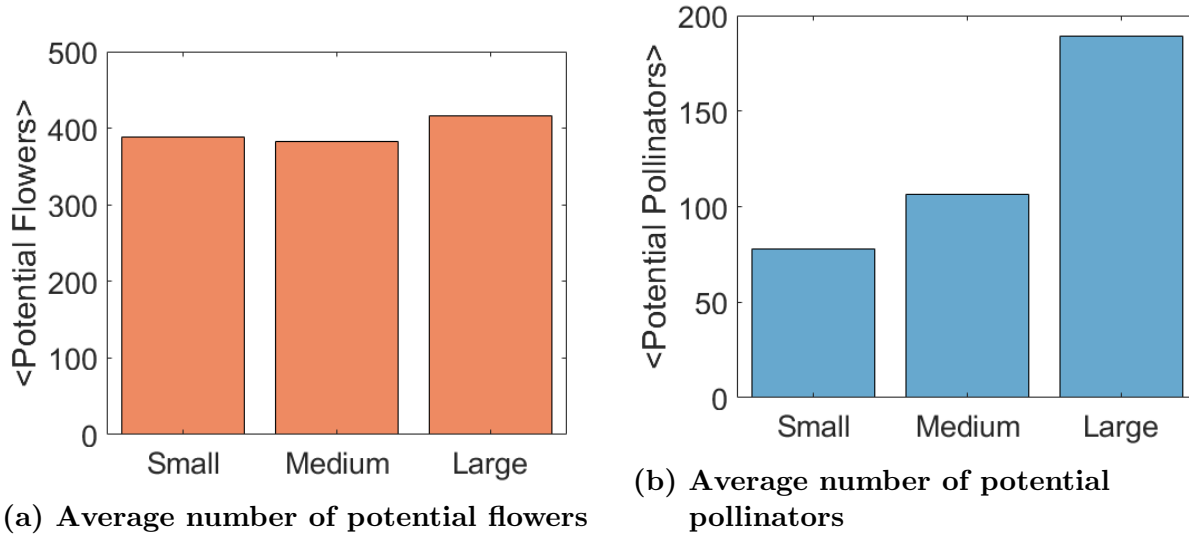 <Potential Flowers>
500
400
300
200
100
0
Small Medium Large
(a) Average number of potential flowers
<Potential Pollinators>
200
150
100
50
0
Small Medium Large
(b) Average number of potential
pollinators